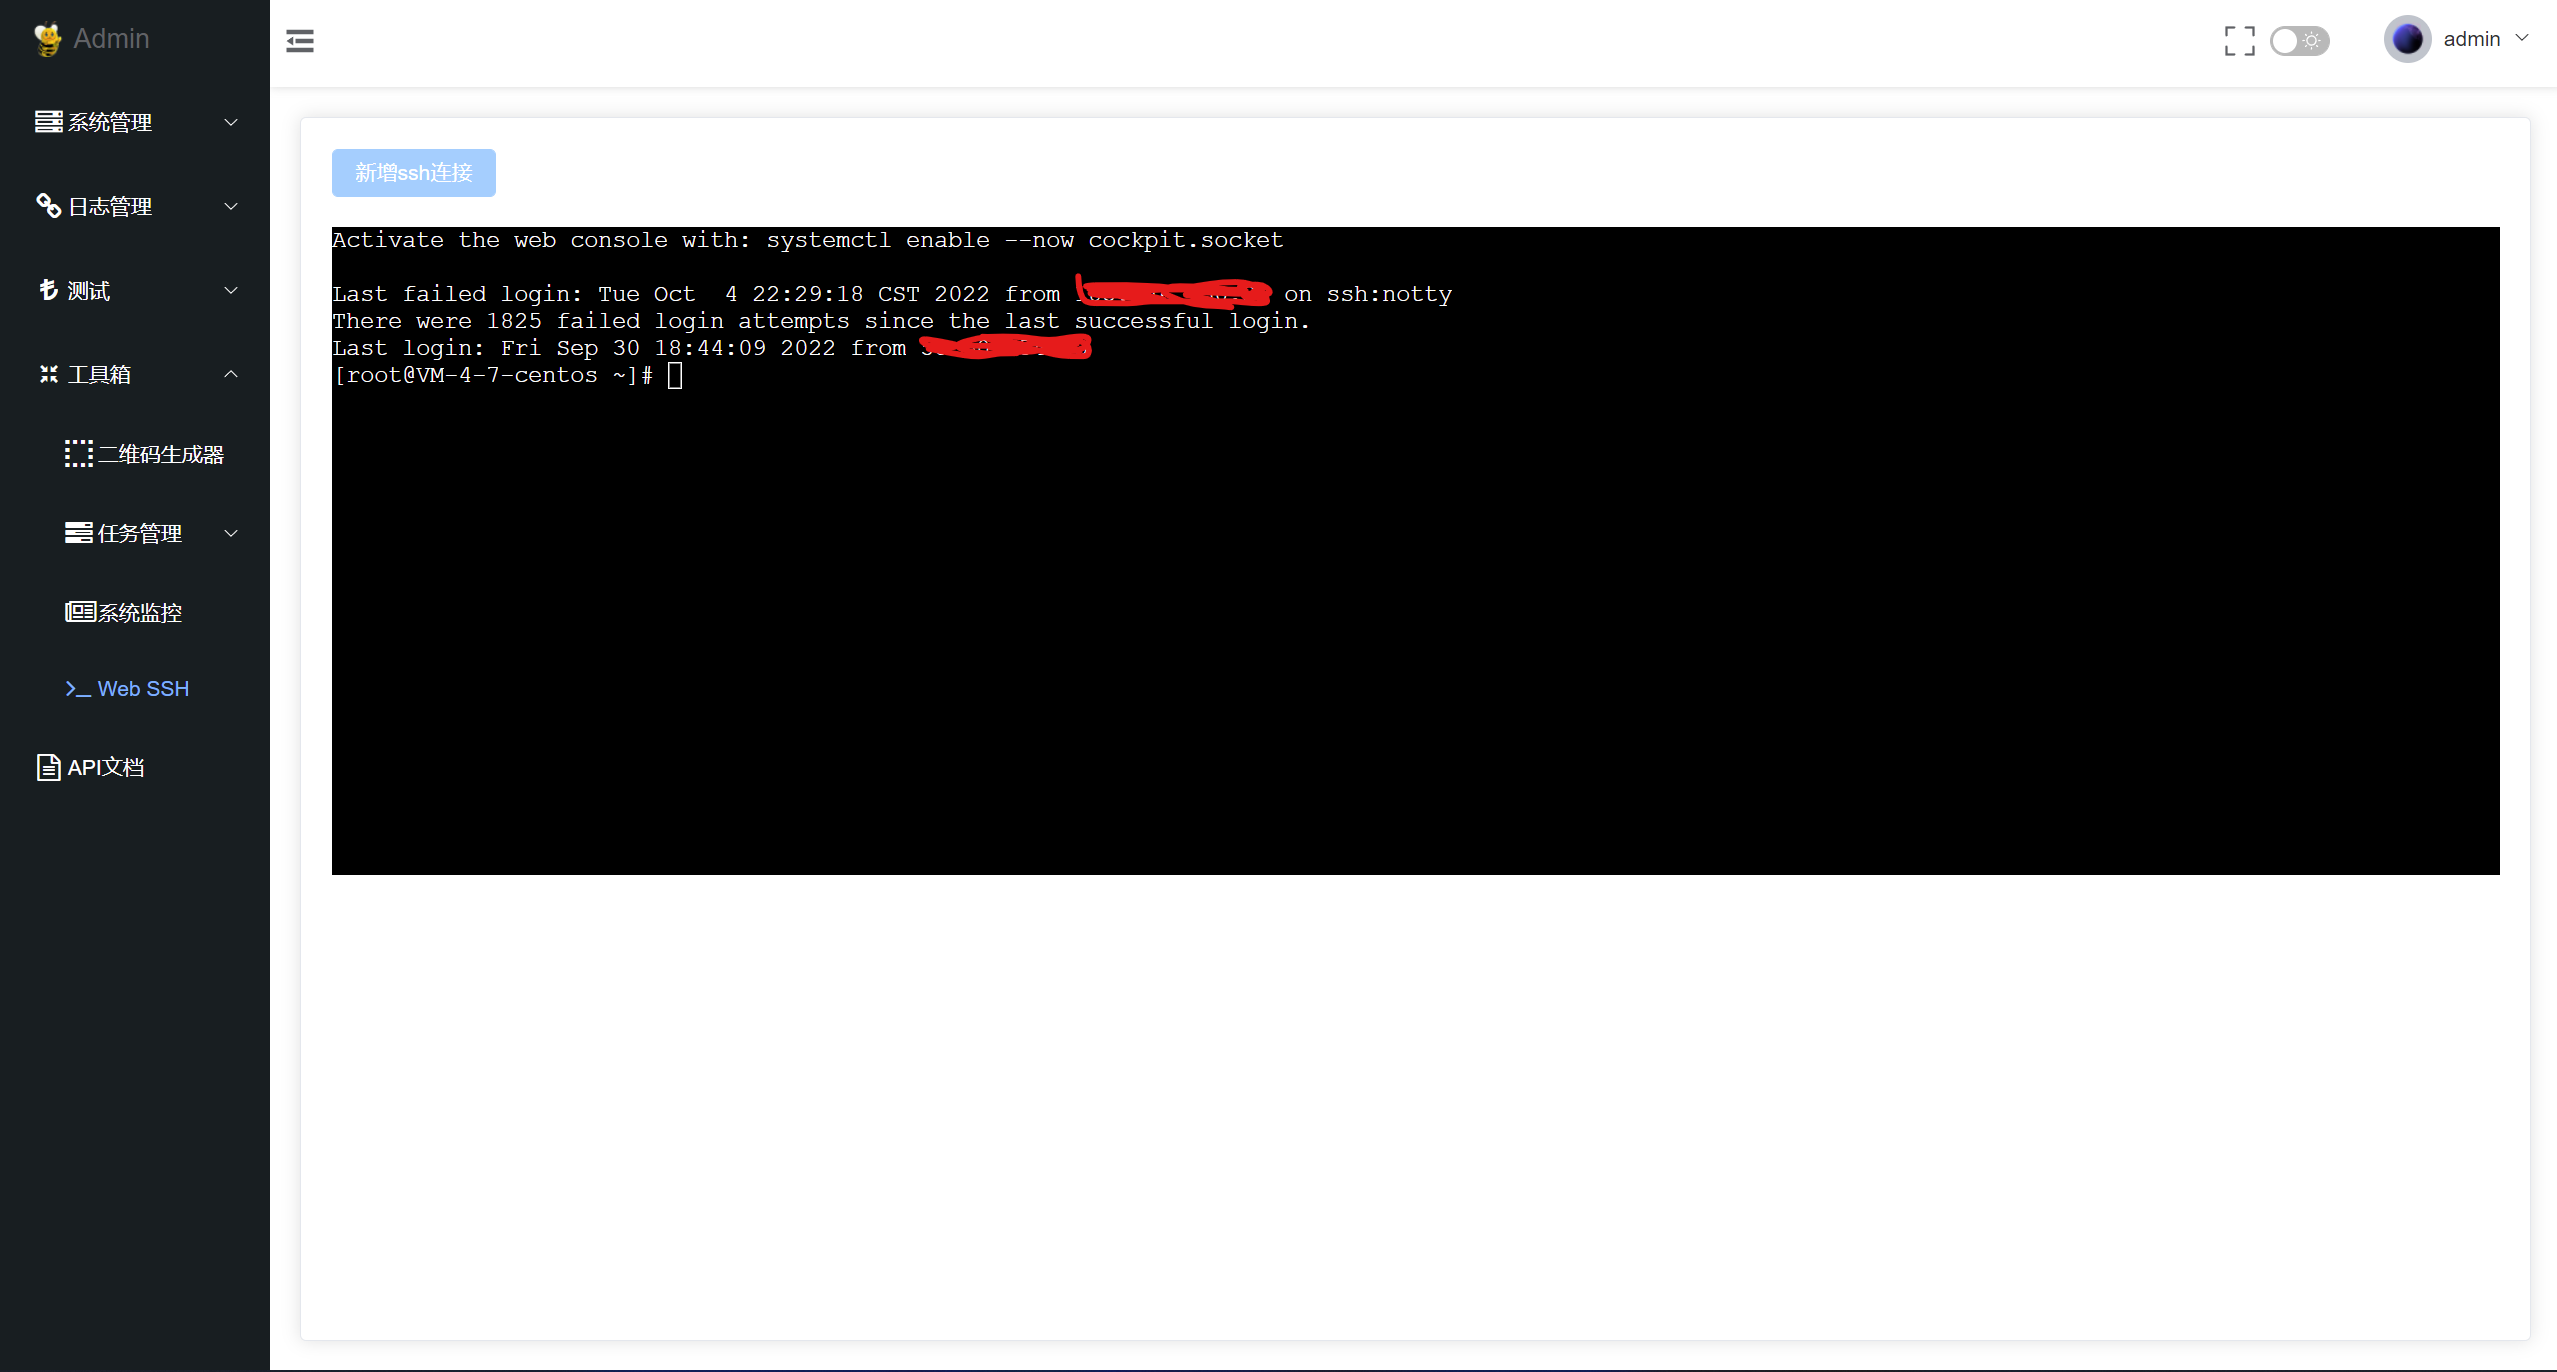 Admin
系统管理
日志管理
测试
工具箱
二维码生成器
任务管理
系统监控
Web SSH
API文档
admin
新增ssh连接
Activate the web console with: systemctl enable --now cockpit.socket
Last failed login: Tue Oct  4 22:29:18 CST 2022 from on ssh:notty
There were 1825 failed login attempts since the last successful login.
Last login: Fri Sep 30 18:44:09 2022 from
[root@VM-4-7-centos ~]#